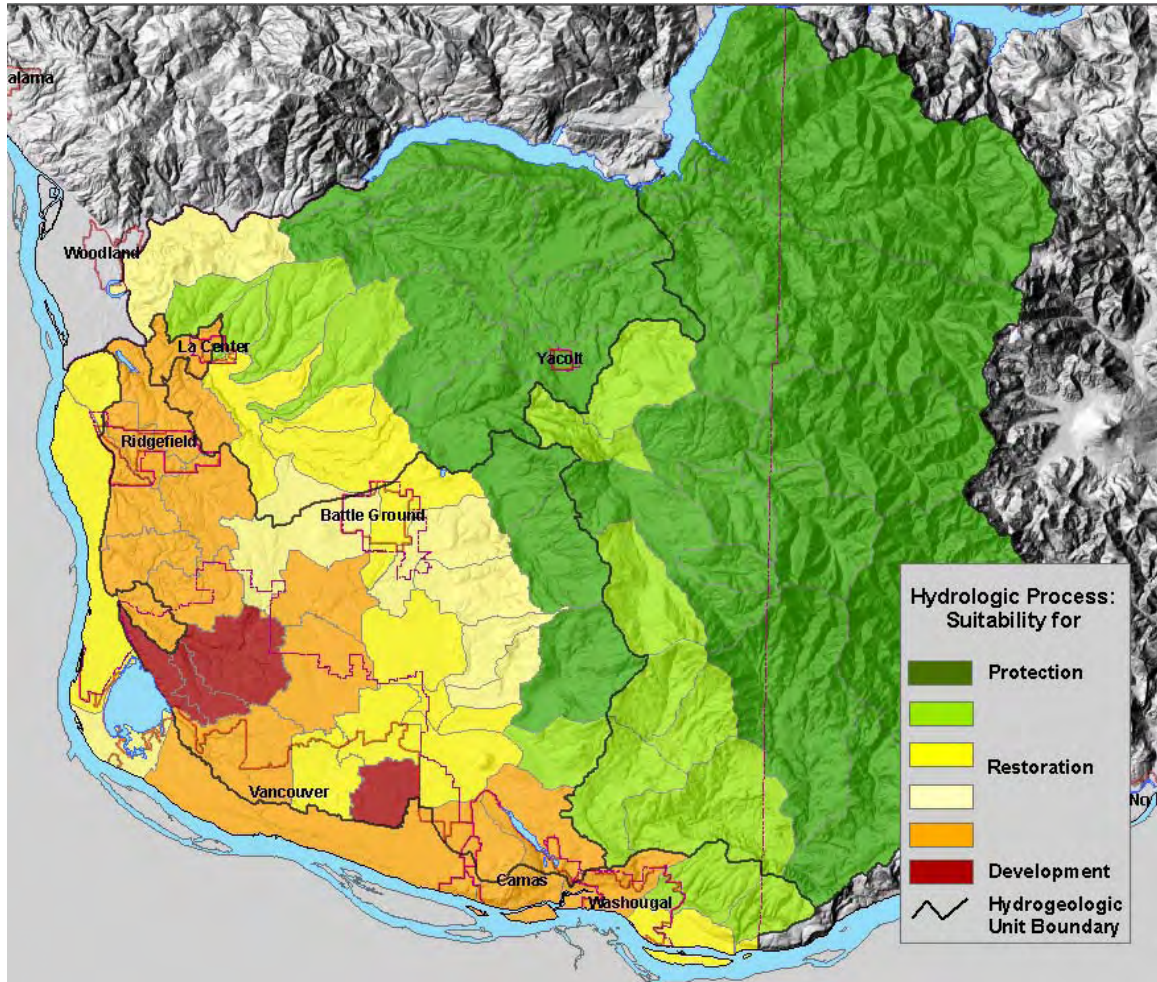 alama
Woodland
La Center
Yacolt
Ridgefield
Battle Ground
Vancouver
Camas
Washougal
Hydrologic Process:
Suitability for
Protection
Restoration
Development
Hydrogeologic
Unit Boundary